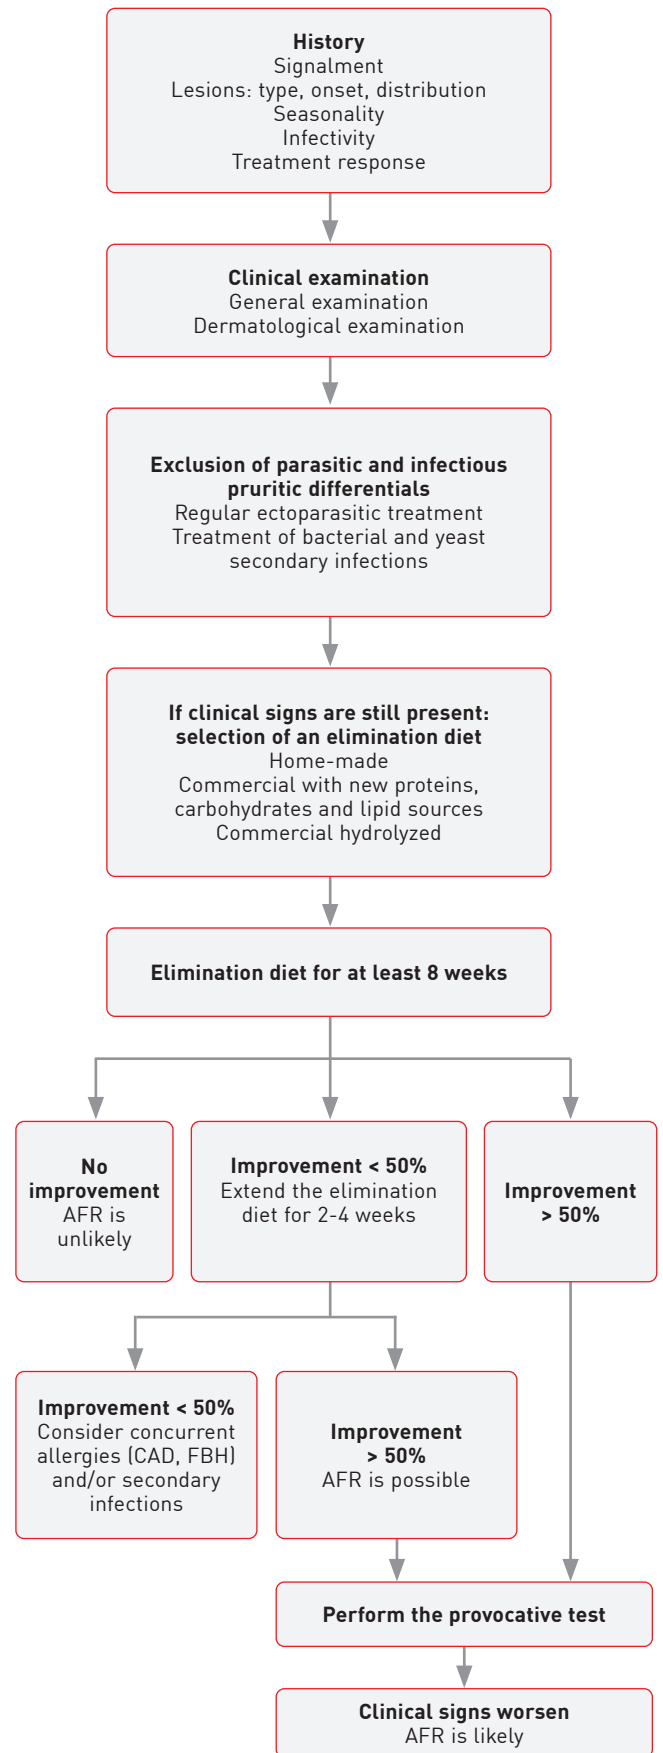 History
Signalment
Lesions: type, onset, distribution
Seasonality
Infectivity
Treatment response
Clinical examination
General examination
Dermatological examination
Exclusion of parasitic and infectious
pruritic differentials
Regular ectoparasitic treatment
Treatment of bacterial and yeast
secondary infections
If clinical signs are still present:
selection of an elimination diet
Home-made
Commercial with new proteins,
carbohydrates and lipid sources
Commercial hydrolyzed
Elimination diet for at least 8 weeks
No
improvement
AFR is
unlikely
Improvement < 50%
Extend the elimination
diet for 2-4 weeks
Improvement
> 50%
Improvement < 50%
Consider concurrent
allergies (CAD, FBH)
and/or secondary
infections
Improvement
> 50%
AFR is possible
Perform the provocative test
Clinical signs worsen
AFR is likely